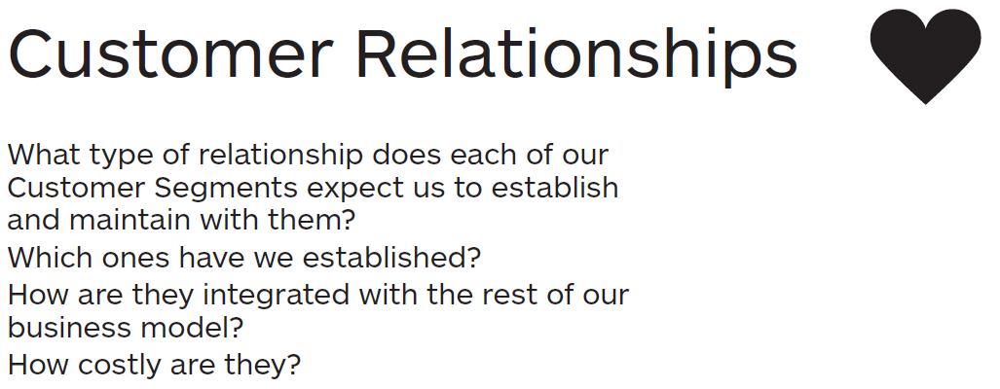 Customer Relationships
What type of relationship does each of our
Customer Segments expect us to establish
and maintain with them?
Which ones have we established?
How are they integrated with the rest of our
business model?
How costly are they?